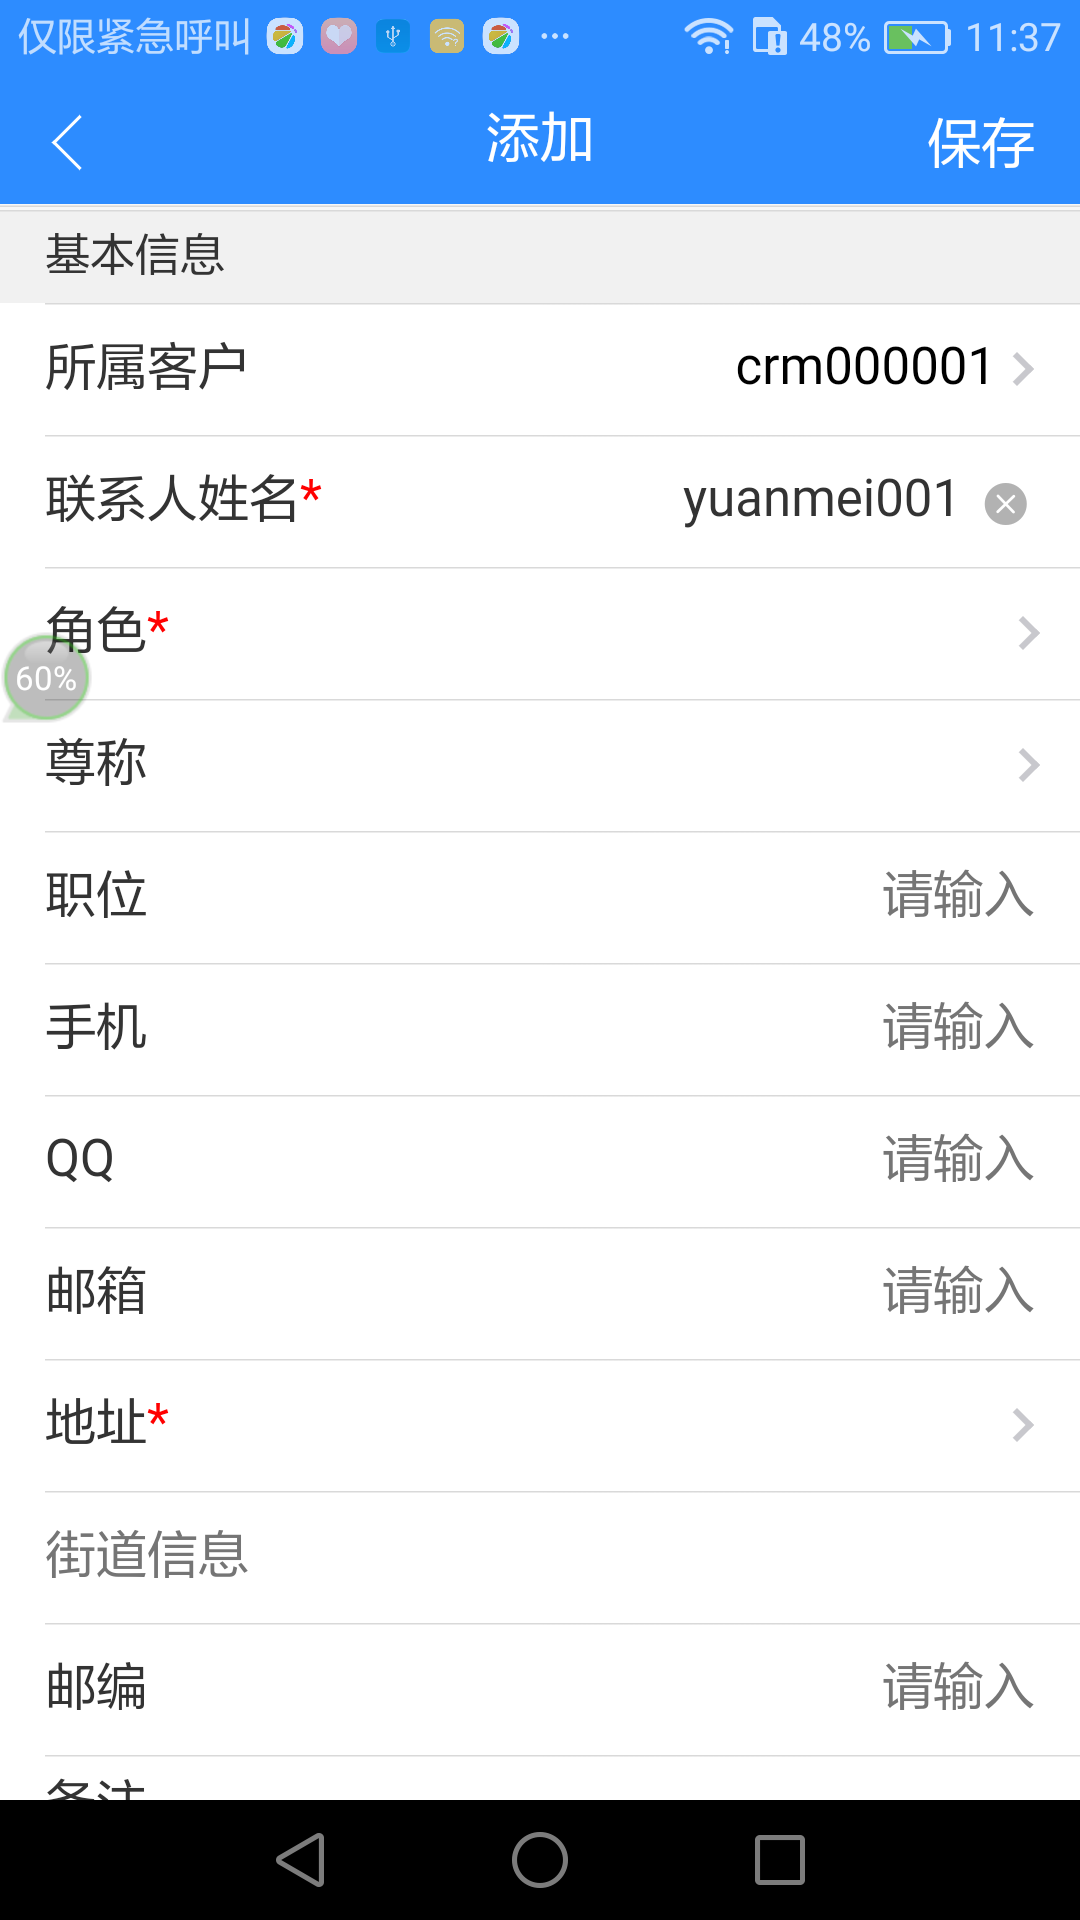 仅限紧急呼叫 ... 48% 11:37
添加 保存
基本信息
所属客户 crm000001
联系人姓名* yuanmei001
角色*
60%
尊称
职位 请输入
手机 请输入
QQ 请输入
邮箱 请输入
地址*
街道信息
邮编 请输入
备注